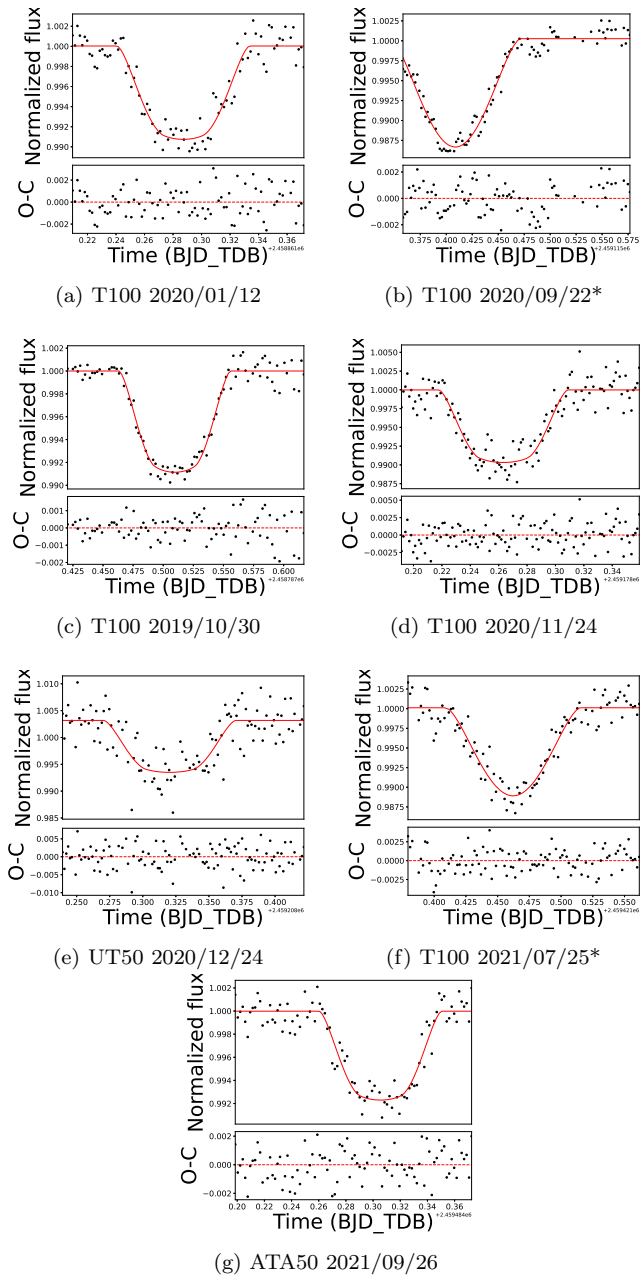 1.002
1.000
0.998
0.996
0.994
0.992
0.990
Normalized flux
0.002
0.000
−0.002
O-C
0.22 0.24 0.26 0.28 0.30 0.32 0.34 0.36
+2.458861e6
Time (BJD_TDB)
(a) T100 2020/01/12
1.0025
1.0000
0.9975
0.9950
0.9925
0.9900
0.9875
Normalized flux
0.002
0.000
−0.002
O-C
0.375 0.400 0.425 0.450 0.475 0.500 0.525 0.550 0.575
+2.459115e6
Time (BJD_TDB)
(b) T100 2020/09/22*
1.002
1.000
0.998
0.996
0.994
0.992
0.990
Normalized flux
0.001
0.000
−0.001
−0.002
O-C
0.425 0.450 0.475 0.500 0.525 0.550 0.575 0.600
+2.458787e6
Time (BJD_TDB)
(c) T100 2019/10/30
1.0050
1.0025
1.0000
0.9975
0.9950
0.9925
0.9900
0.9875
Normalized flux
0.0050
0.0025
0.0000
−0.0025
O-C
0.20 0.22 0.24 0.26 0.28 0.30 0.32 0.34
+2.459178e6
Time (BJD_TDB)
(d) T100 2020/11/24
1.010
1.005
1.000
0.995
0.990
0.985
Normalized flux
0.005
0.000
−0.005
−0.010
O-C
0.250 0.275 0.300 0.325 0.350 0.375 0.400
+2.459208e6
Time (BJD_TDB)
(e) UT50 2020/12/24
1.0025
1.0000
0.9975
0.9950
0.9925
0.9900
0.9875
Normalized flux
0.0025
0.0000
−0.0025
O-C
0.400 0.425 0.450 0.475 0.500 0.525 0.550
+2.459421e6
Time (BJD_TDB)
(f) T100 2021/07/25*
1.002
1.000
0.998
0.996
0.994
0.992
Normalized flux
0.002
0.000
−0.002
O-C
0.20 0.22 0.24 0.26 0.28 0.30 0.32 0.34 0.36
+2.459484e6
Time (BJD_TDB)
(g) ATA50 2021/09/26